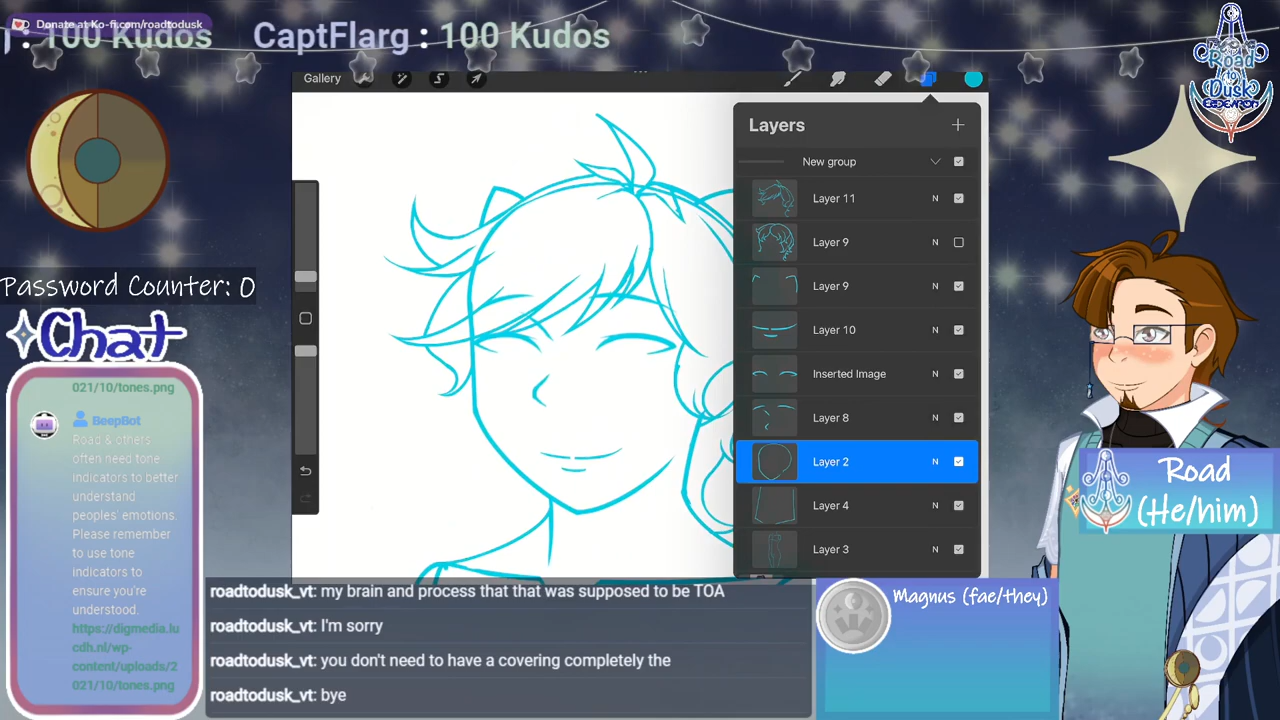 Donate at Ko-fi.com/roadtodusk
: 100 Kudos CaptFlarg : 100 Kudos
Road
to
Dusk
Gallery
Layers
New group
Layer 11 N
Layer 9 N
Layer 9 N
Layer 10 N
Inserted Image N
Layer 8 N
Layer 2 N
Layer 4 N
Layer 3 N
Password Counter: 0
Chat
021/10/tones.png
BeepBot
Road & others
often need tone
indicators to better
understand
peoples' emotions.
Please remember
to use tone
indicators to
ensure you're
understood.
https://digmedia.lu
cdh.nl/wp-
content/uploads/2
021/10/tones.png
roadtodusk_vt: my brain and process that that was supposed to be TOA
roadtodusk_vt: I'm sorry
roadtodusk_vt: you don't need to have a covering completely the
roadtodusk_vt: bye
Magnus (fae/they)
Road
(He/him)